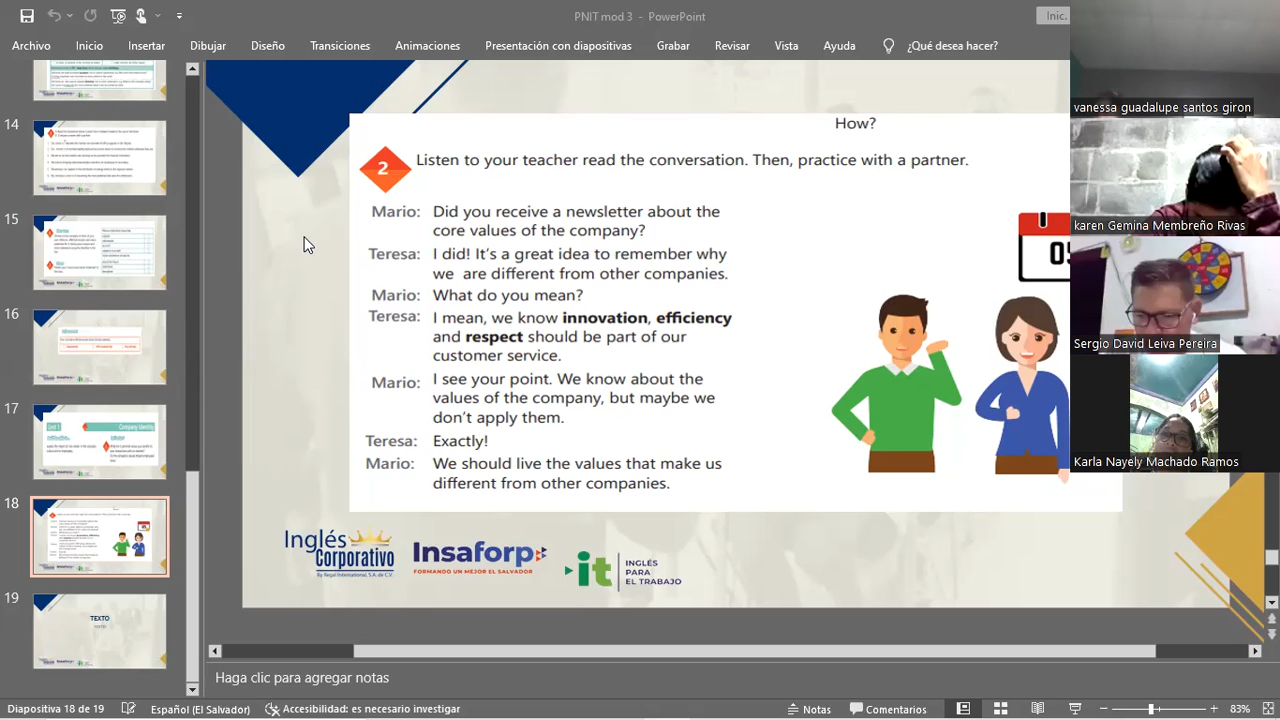 PNIT mod 3 - PowerPoint
Inic.
Archivo Inicio Insertar Dibujar Diseño Transiciones Animaciones Presentación con diapositivas Grabar Revisar Vista Ayuda ¿Qué desea hacer?
14
15
16
17
18
19
Unit 1
Company Identity
TEXTO
How?
2
Listen to your teacher read the conversation. Then practice with a partner.
Mario: Did you receive a newsletter about the
core values of the company?
Teresa: I did! It is a great idea to remember why
we are different from other companies.
Mario: What do you mean?
Teresa: I mean, we know innovation, efficiency
and respect should be part of our
customer service.
Mario: I see your point. We know about the
values of the company, but maybe we
don't apply them.
Teresa: Exactly!
Mario: We should live the values that make us
different from other companies.
05
Inglés
corporativo
By Regal International, S.A. de C.V.
insaforp
FORMANDO UN MEJOR EL SALVADOR
it
INGLÉS
PARA
EL TRABAJO
vanessa guadalupe santos giron
karen Gemina Membreño Rivas
Sergio David Leiva Pereira
Karla Nayely Machado Ramos
Haga clic para agregar notas
Diapositiva 18 de 19 Español (El Salvador) Accesibilidad: es necesario investigar Notas Comentarios 83%